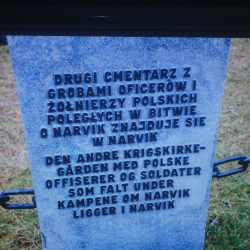 DRUGI CMENTARZ Z
GROBAMI OFICERÓW I
ŻOŁNIERZY POLSKICH
POLEGŁYCH W BITWIE
O NARVIK ZNAJDUJE SIĘ
W NARVIK
DEN ANDRE KRIGSKIRKE-
GÅRDEN MED POLSKE
OFFISERER OG SOLDATER
SOM FALT UNDER
KAMPENE OM NARVIK
LIGGER I NARVIK